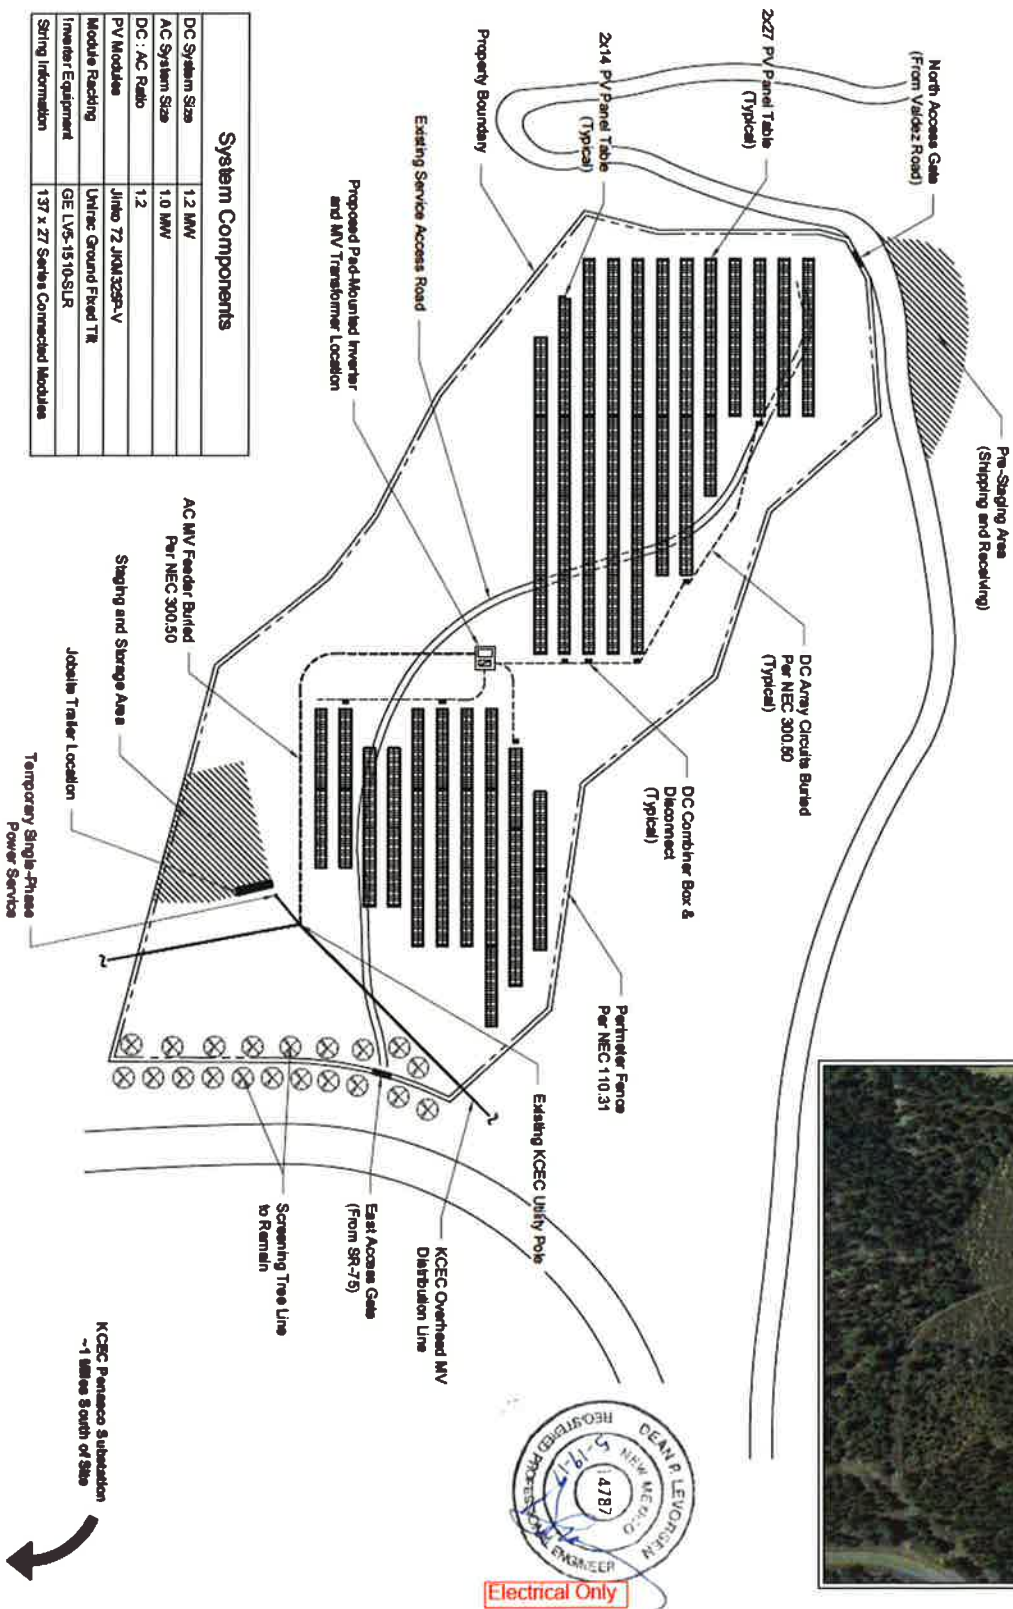 North Access Gate
(From Valdez Road)
Pre-Staging Area
(Shipping and Receiving)
2x27 PV Panel Table
(Typical)
2x14 PV Panel Table
(Typical)
Property Boundary
Existing Service Access Road
Proposed Pad-Mounted Inverter
and MV Transformer Location
DC Array Circuits Buried
Per NEC 300.50
(Typical)
DC Combiner Box &
Disconnect
(Typical)
Perimeter Fence
Per NEC 110.31
Existing KCEC Utility Pole
KCEC Overhead MV
Distribution Line
East Access Gate
(From SR-75)
Screening Tree Line
to Remain
AC MV Feeder Buried
Per NEC 300.50
Staging and Storage Area
Jobsite Trailer Location
Temporary Single-Phase
Power Service
KCEC Penasco Substation
~1 Miles South of Site
System Components
DC System Size 1.2 MW
AC System Size 1.0 MW
DC : AC Ratio 1.2
PV Modules Jinko 72 JKM325P-V
Module Racking Unirac Ground Fixed Tilt
Inverter Equipment GE LV5-1510-SLR
String Information 137 x 27 Series Connected Modules
DEAN P. LEVORSEN
NEW MEXICO
14787
5-19-17
REGISTERED PROFESSIONAL ENGINEER
Electrical Only